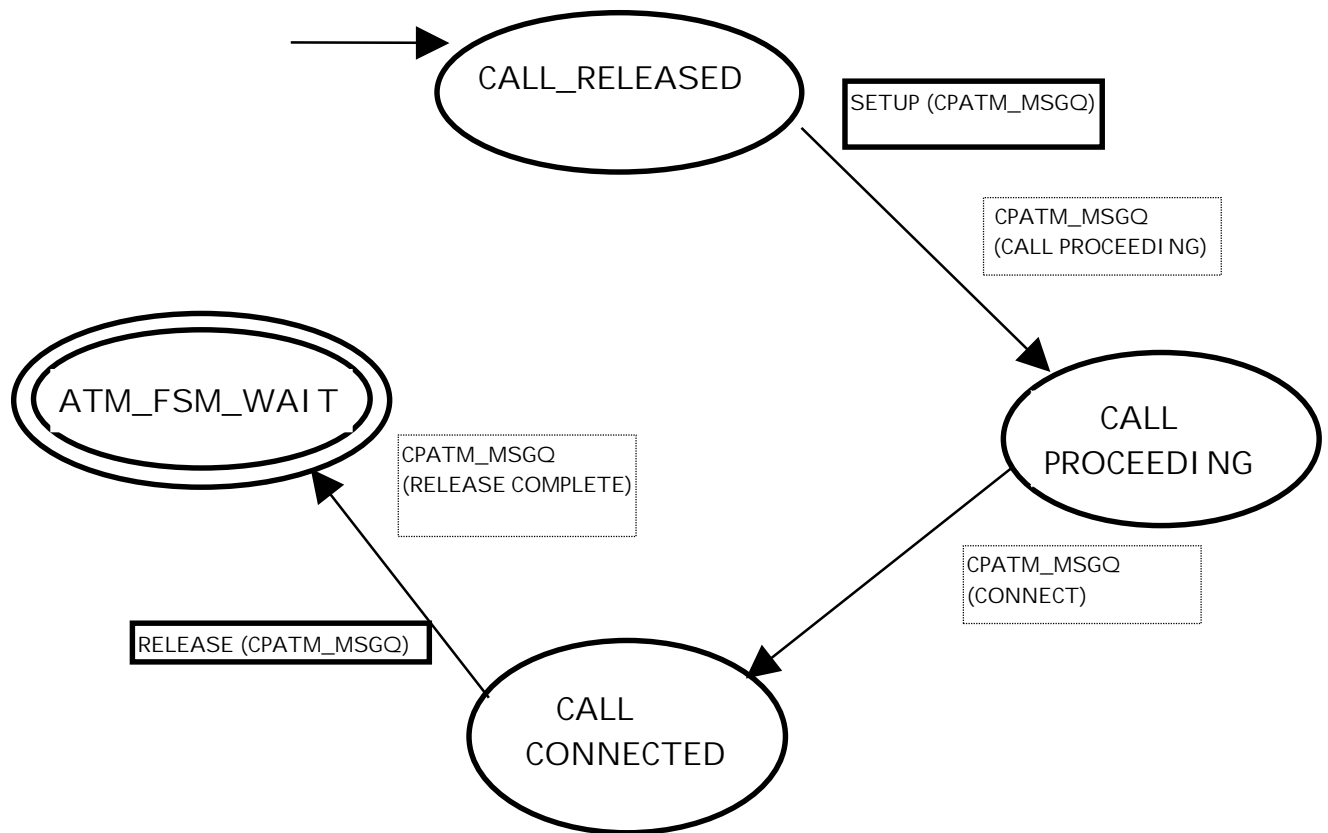 CALL_RELEASED
SETUP (CPATM_MSGQ)
CPATM_MSGQ
(CALL PROCEEDING)
ATM_FSM_WAIT
CALL
PROCEEDING
CPATM_MSGQ
(RELEASE COMPLETE)
CPATM_MSGQ
(CONNECT)
RELEASE (CPATM_MSGQ)
CALL
CONNECTED